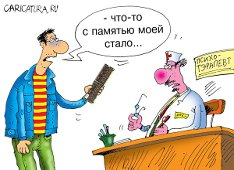 CARICATURA.RU
- что-то
с памятью моей
стало...
ПСИХО-
ТЕРАПЕВТ